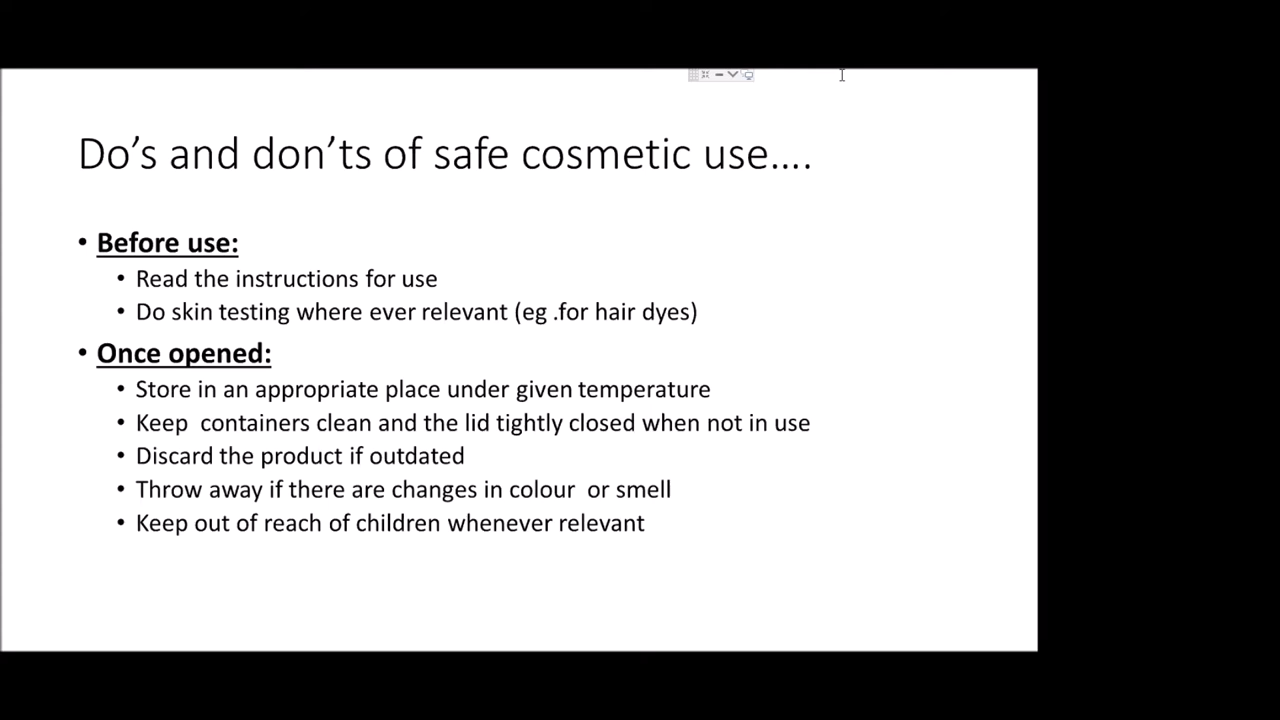 Do’s and don’ts of safe cosmetic use....
• Before use:
• Read the instructions for use
• Do skin testing where ever relevant (eg .for hair dyes)
• Once opened:
• Store in an appropriate place under given temperature
• Keep  containers clean and the lid tightly closed when not in use
• Discard the product if outdated
• Throw away if there are changes in colour  or smell
• Keep out of reach of children whenever relevant